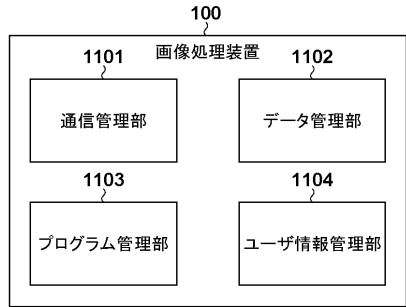 100
画像処理装置
1101
1102
通信管理部
データ管理部
1103
1104
プログラム管理部
ユーザ情報管理部